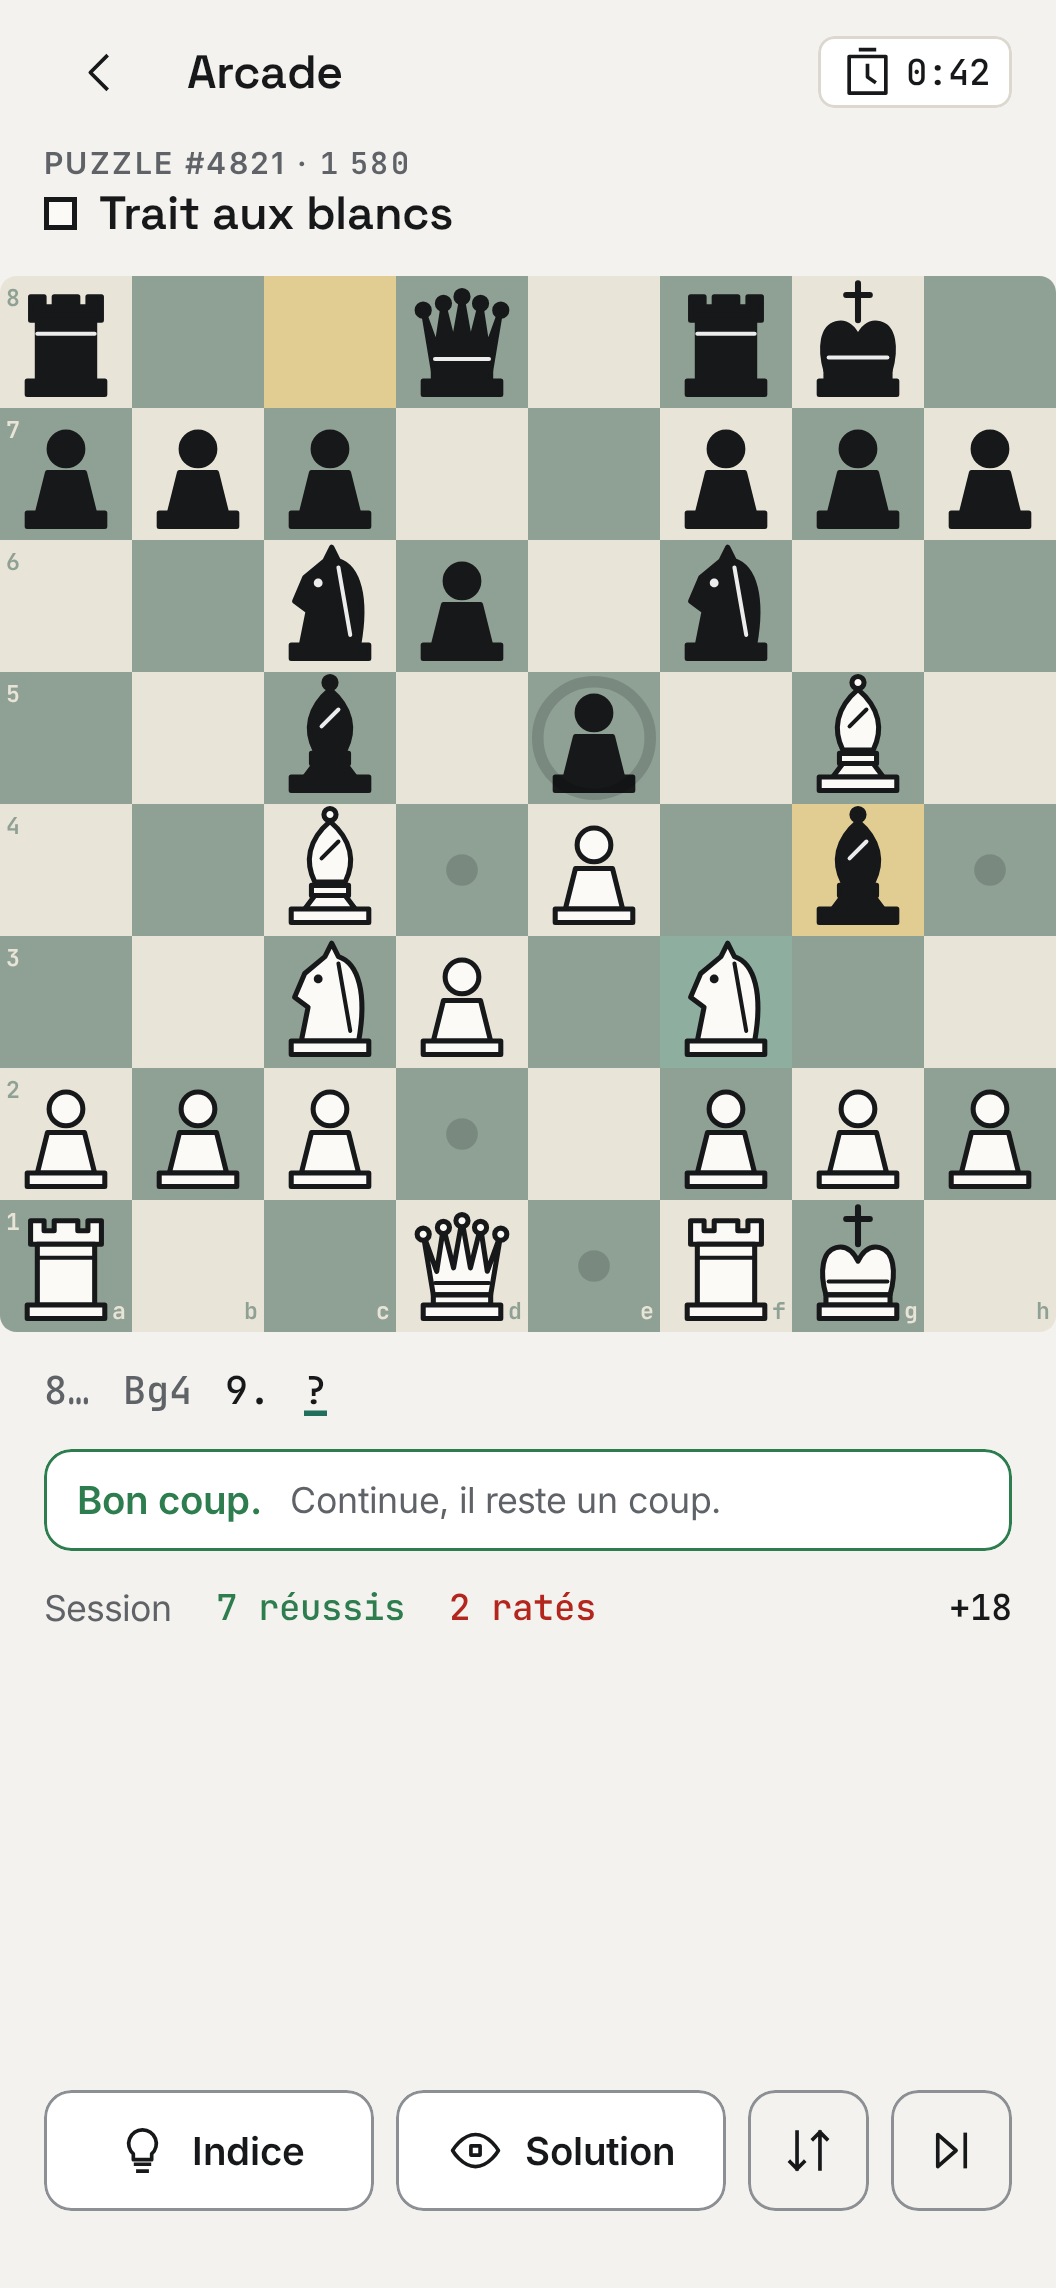 Arcade
0:42
PUZZLE #4821 · 1 580
Trait aux blancs
8
7
6
5
4
3
2
1
a b c d e f g h
8… Bg4 9. ?
Bon coup. Continue, il reste un coup.
Session 7 réussis 2 ratés +18
Indice Solution